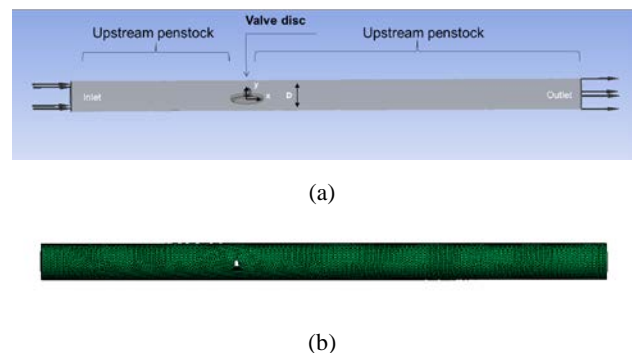 Valve disc
Upstream penstock
Upstream penstock
Inlet
y
x
D
Outlet
(a)
(b)